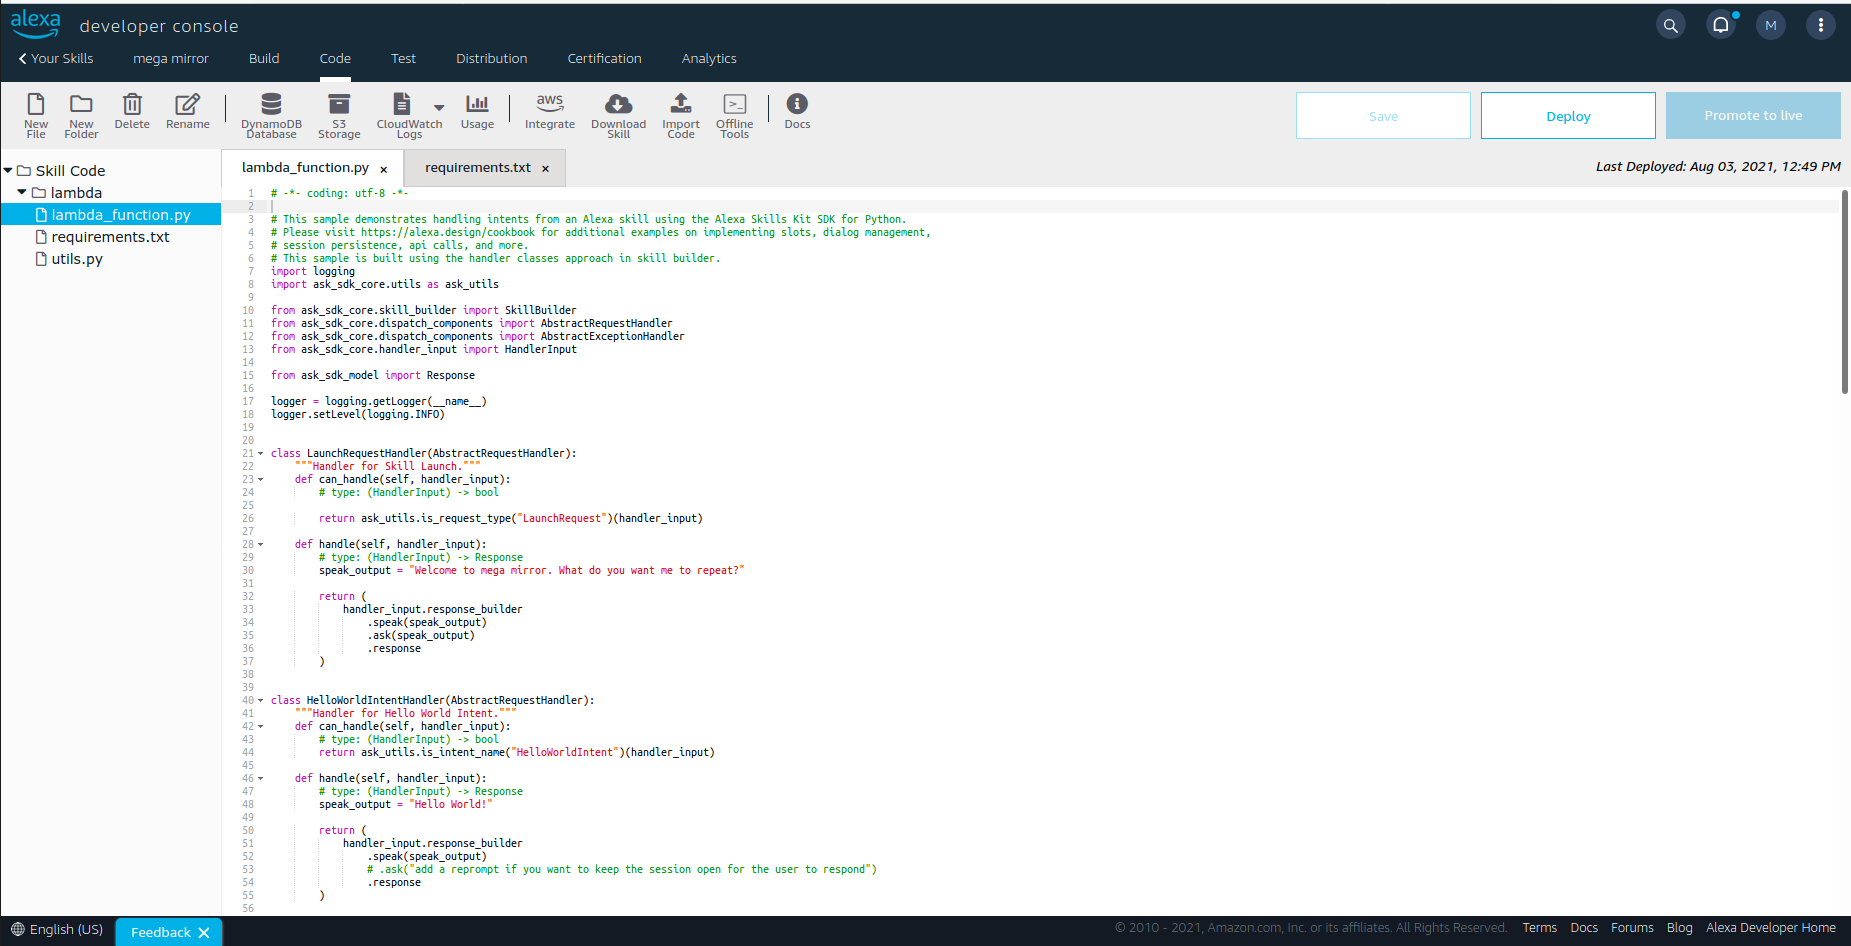 alexa developer console
M
Your Skills mega mirror Build Code Test Distribution Certification Analytics
New File
New Folder
Delete
Rename
DynamoDB Database
S3 Storage
CloudWatch Logs
Usage
aws Integrate
Download Skill
Import Code
Offline Tools
Docs
Save
Deploy
Promote to live
Skill Code
lambda
lambda_function.py
requirements.txt
utils.py
lambda_function.py × requirements.txt ×
Last Deployed: Aug 03, 2021, 12:49 PM
1 # -*- coding: utf-8 -*-
2
3 # This sample demonstrates handling intents from an Alexa skill using the Alexa Skills Kit SDK for Python.
4 # Please visit https://alexa.design/cookbook for additional examples on implementing slots, dialog management,
5 # session persistence, api calls, and more.
6 # This sample is built using the handler classes approach in skill builder.
7 import logging
8 import ask_sdk_core.utils as ask_utils
9
10 from ask_sdk_core.skill_builder import SkillBuilder
11 from ask_sdk_core.dispatch_components import AbstractRequestHandler
12 from ask_sdk_core.dispatch_components import AbstractExceptionHandler
13 from ask_sdk_core.handler_input import HandlerInput
14
15 from ask_sdk_model import Response
16
17 logger = logging.getLogger(__name__)
18 logger.setLevel(logging.INFO)
19
20
21 class LaunchRequestHandler(AbstractRequestHandler):
22 """Handler for Skill Launch."""
23 def can_handle(self, handler_input):
24 # type: (HandlerInput) -> bool
25
26 return ask_utils.is_request_type("LaunchRequest")(handler_input)
27
28 def handle(self, handler_input):
29 # type: (HandlerInput) -> Response
30 speak_output = "Welcome to mega mirror. What do you want me to repeat?"
31
32 return (
33 handler_input.response_builder
34 .speak(speak_output)
35 .ask(speak_output)
36 .response
37 )
38
39
40 class HelloWorldIntentHandler(AbstractRequestHandler):
41 """Handler for Hello World Intent."""
42 def can_handle(self, handler_input):
43 # type: (HandlerInput) -> bool
44 return ask_utils.is_intent_name("HelloWorldIntent")(handler_input)
45
46 def handle(self, handler_input):
47 # type: (HandlerInput) -> Response
48 speak_output = "Hello World!"
49
50 return (
51 handler_input.response_builder
52 .speak(speak_output)
53 # .ask("add a reprompt if you want to keep the session open for the user to respond")
54 .response
55 )
56
English (US) Feedback × © 2010 - 2021, Amazon.com, Inc. or its affiliates. All Rights Reserved. Terms Docs Forums Blog Alexa Developer Home